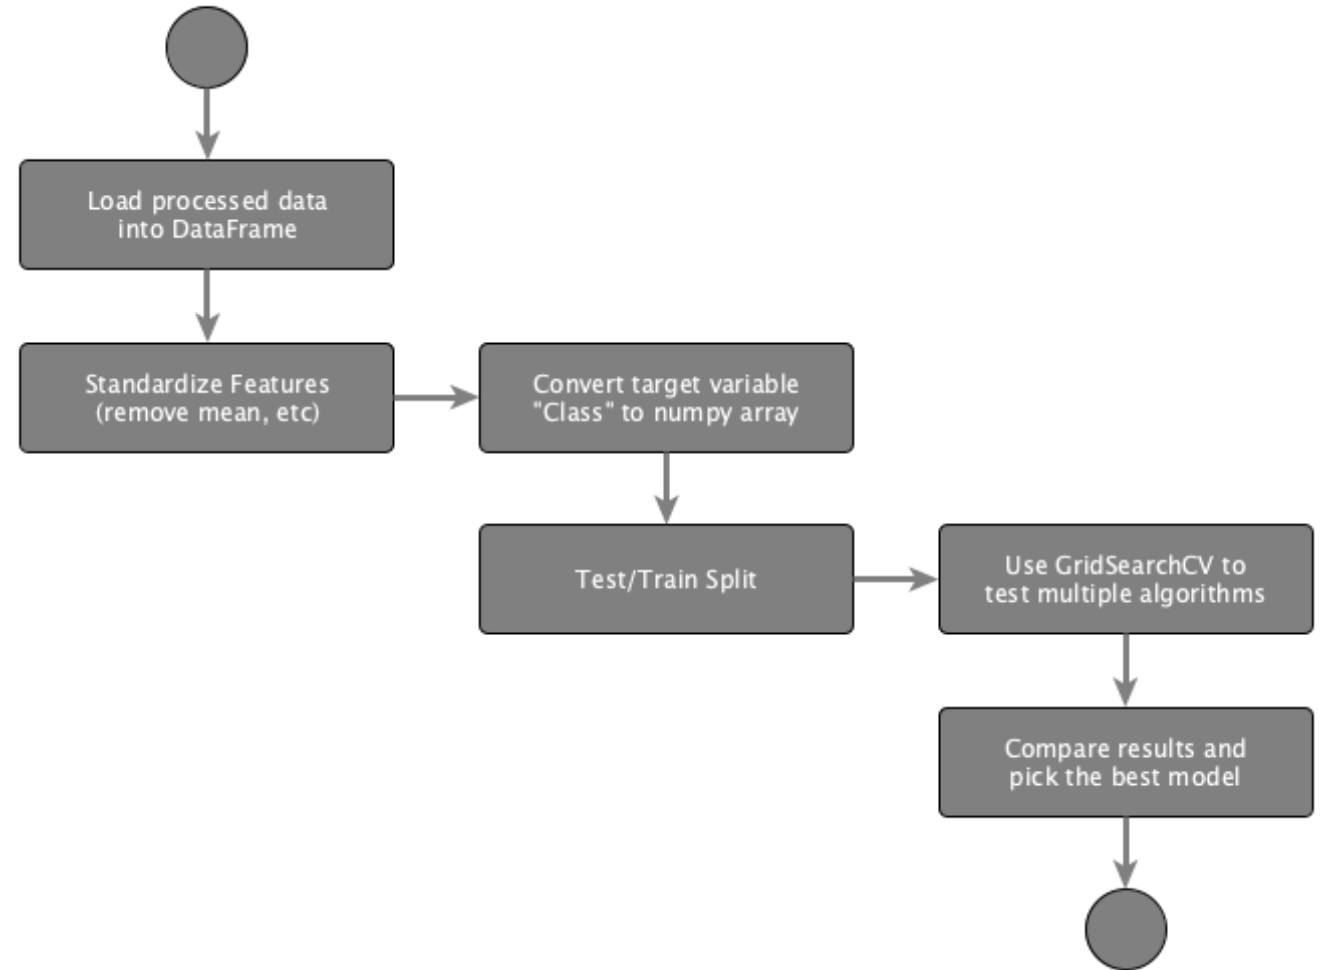 Load processed data
into DataFrame
Standardize Features
(remove mean, etc)
Convert target variable
"Class" to numpy array
Test/Train Split
Use GridSearchCV to
test multiple algorithms
Compare results and
pick the best model